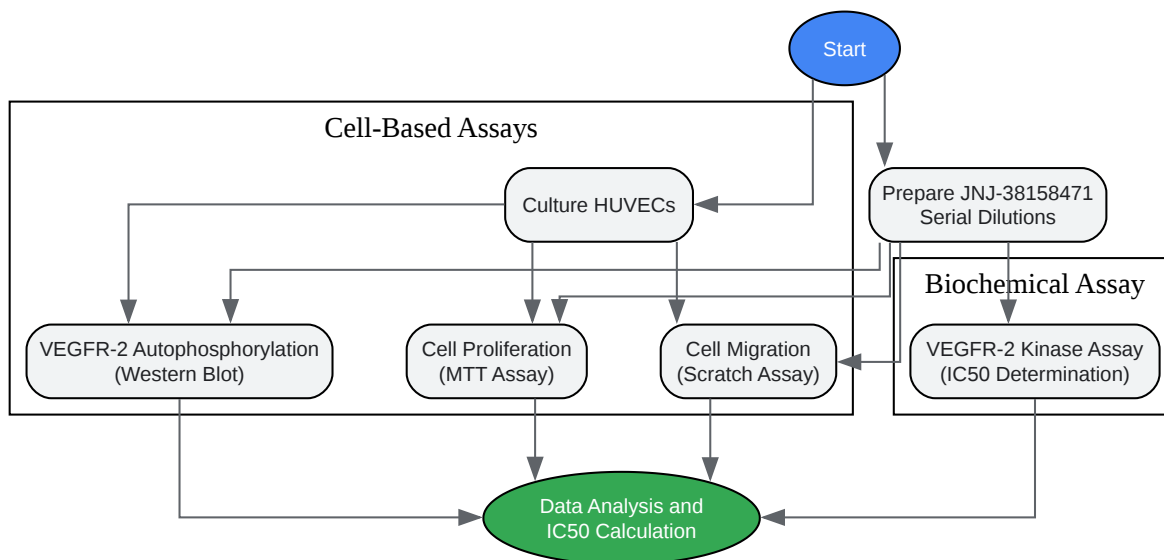 Start
Cell-Based Assays
Culture HUVECs
Prepare JNJ-38158471
Serial Dilutions
Biochemical Assay
VEGFR-2 Autophosphorylation
(Western Blot)
Cell Proliferation
(MTT Assay)
Cell Migration
(Scratch Assay)
VEGFR-2 Kinase Assay
(IC50 Determination)
Data Analysis and
IC50 Calculation